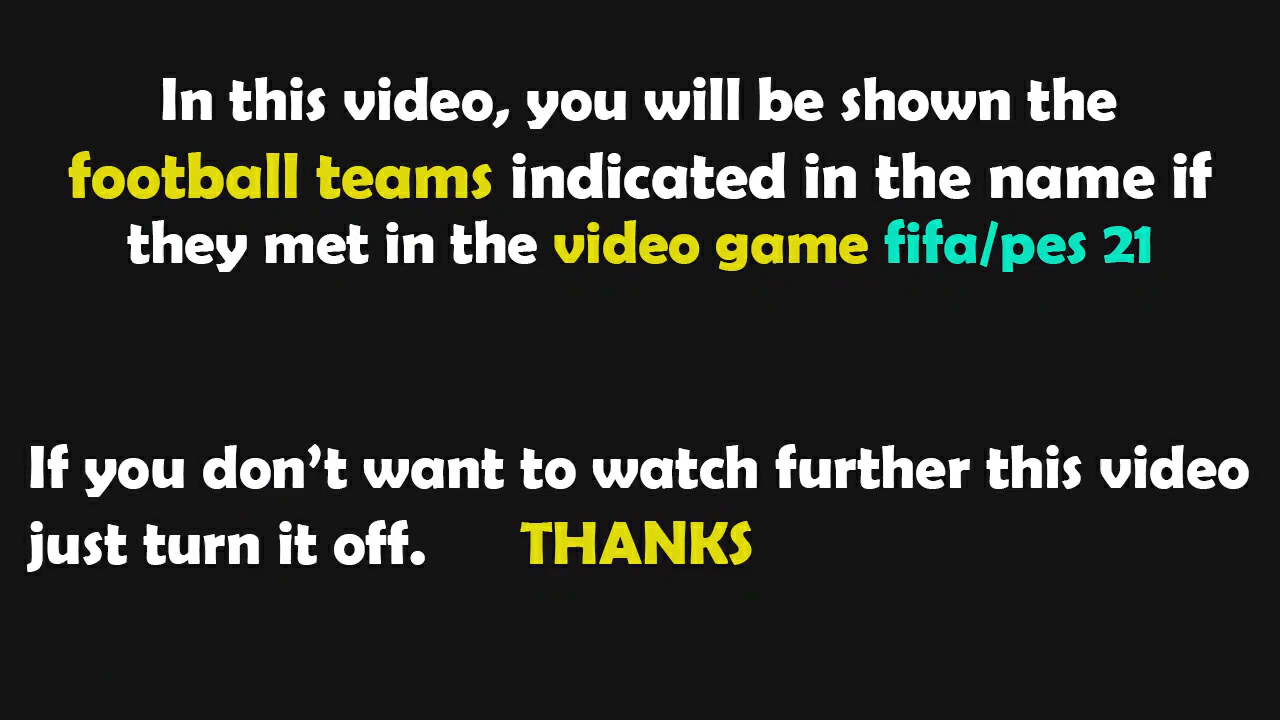 In this video, you will be shown the
football teams indicated in the name if
they met in the video game fifa/pes 21
If you don’t want to watch further this video
just turn it off. THANKS